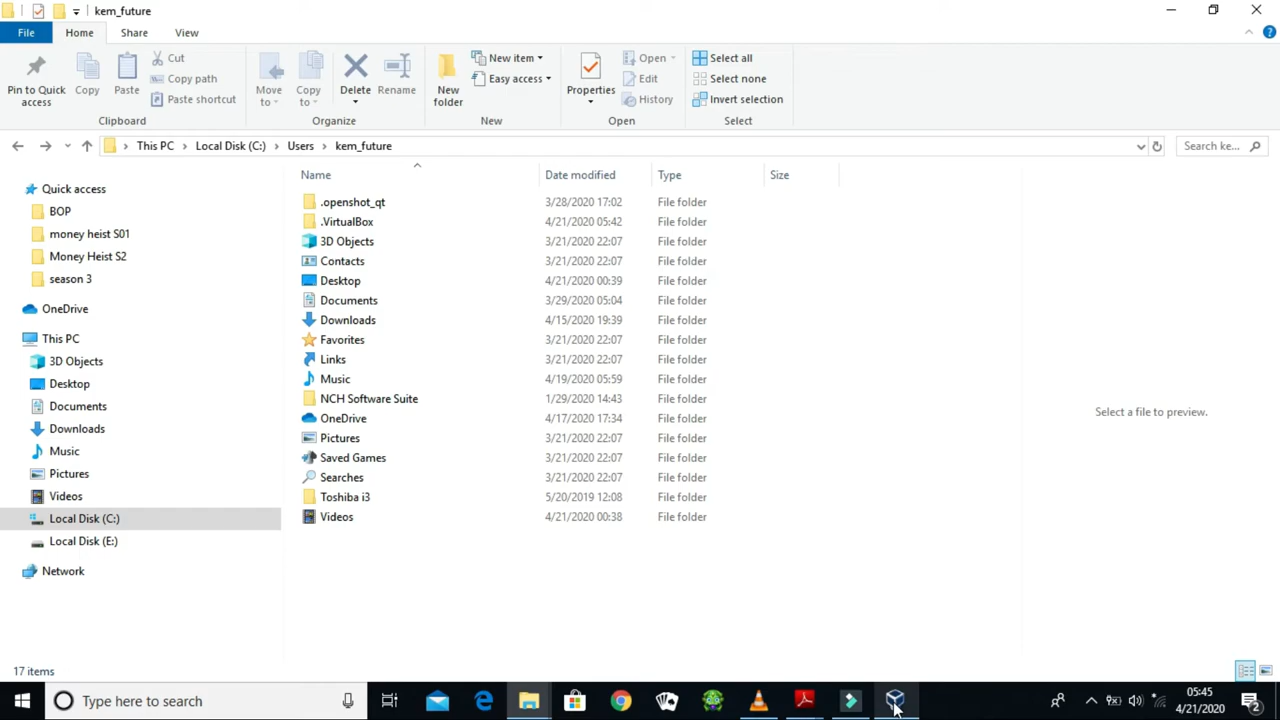 kem_future
File Home Share View
Pin to Quick access
Copy
Paste
Cut
Copy path
Paste shortcut
Clipboard
Move to
Copy to
Delete
Rename
Organize
New folder
New item
Easy access
New
Properties
Open
Edit
History
Open
Select all
Select none
Invert selection
Select
This PC Local Disk (C:) Users kem_future
Search ke...
Quick access
BOP
money heist S01
Money Heist S2
season 3
OneDrive
This PC
3D Objects
Desktop
Documents
Downloads
Music
Pictures
Videos
Local Disk (C:)
Local Disk (E:)
Network
Name Date modified Type Size
.openshot_qt 3/28/2020 17:02 File folder
.VirtualBox 4/21/2020 05:42 File folder
3D Objects 3/21/2020 22:07 File folder
Contacts 3/21/2020 22:07 File folder
Desktop 4/21/2020 00:39 File folder
Documents 3/29/2020 05:04 File folder
Downloads 4/15/2020 19:39 File folder
Favorites 3/21/2020 22:07 File folder
Links 3/21/2020 22:07 File folder
Music 4/19/2020 05:59 File folder
NCH Software Suite 1/29/2020 14:43 File folder
OneDrive 4/17/2020 17:34 File folder
Pictures 3/21/2020 22:07 File folder
Saved Games 3/21/2020 22:07 File folder
Searches 3/21/2020 22:07 File folder
Toshiba i3 5/20/2019 12:08 File folder
Videos 4/21/2020 00:38 File folder
Select a file to preview.
17 items
Type here to search
05:45
4/21/2020
2